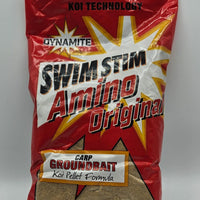 KOI TECHNOLOGY
DYNAMITE
SWIM STIM
Amino
Original
CARP
GROUNDBAIT
Koi Pellet Formula